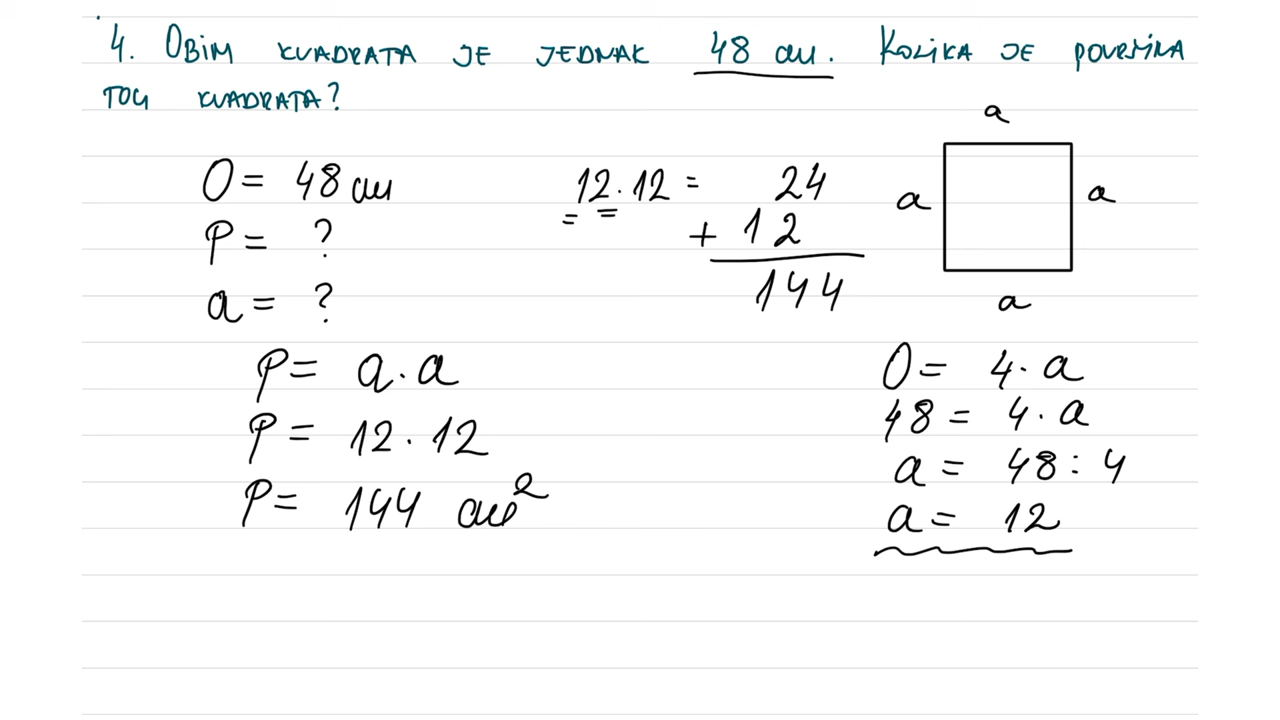 4. OBIM KVADRATA JE JEDNAK 48 cm. KOLIKA JE POVRŠINA
TOG KVADRATA?
O = 48 cm
P = ?
a = ?
12 · 12 = 24
+ 12
144
a
a
a
a
P = a · a
P = 12 · 12
P = 144 cm²
O = 4 · a
48 = 4 · a
a = 48 : 4
a = 12